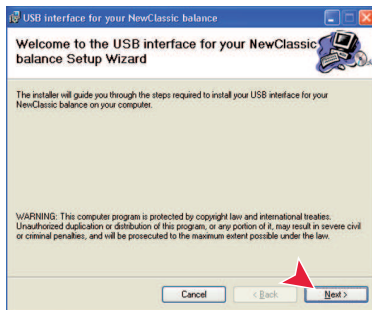 USB interface for your NewClassic balance
Welcome to the USB interface for your NewClassic
balance Setup Wizard
The installer will guide you through the steps required to install your USB interface for your
NewClassic balance on your computer.
WARNING: This computer program is protected by copyright law and international treaties.
Unauthorized duplication or distribution of this program, or any portion of it, may result in severe civil
or criminal penalties, and will be prosecuted to the maximum extent possible under the law.
Cancel < Back Next >